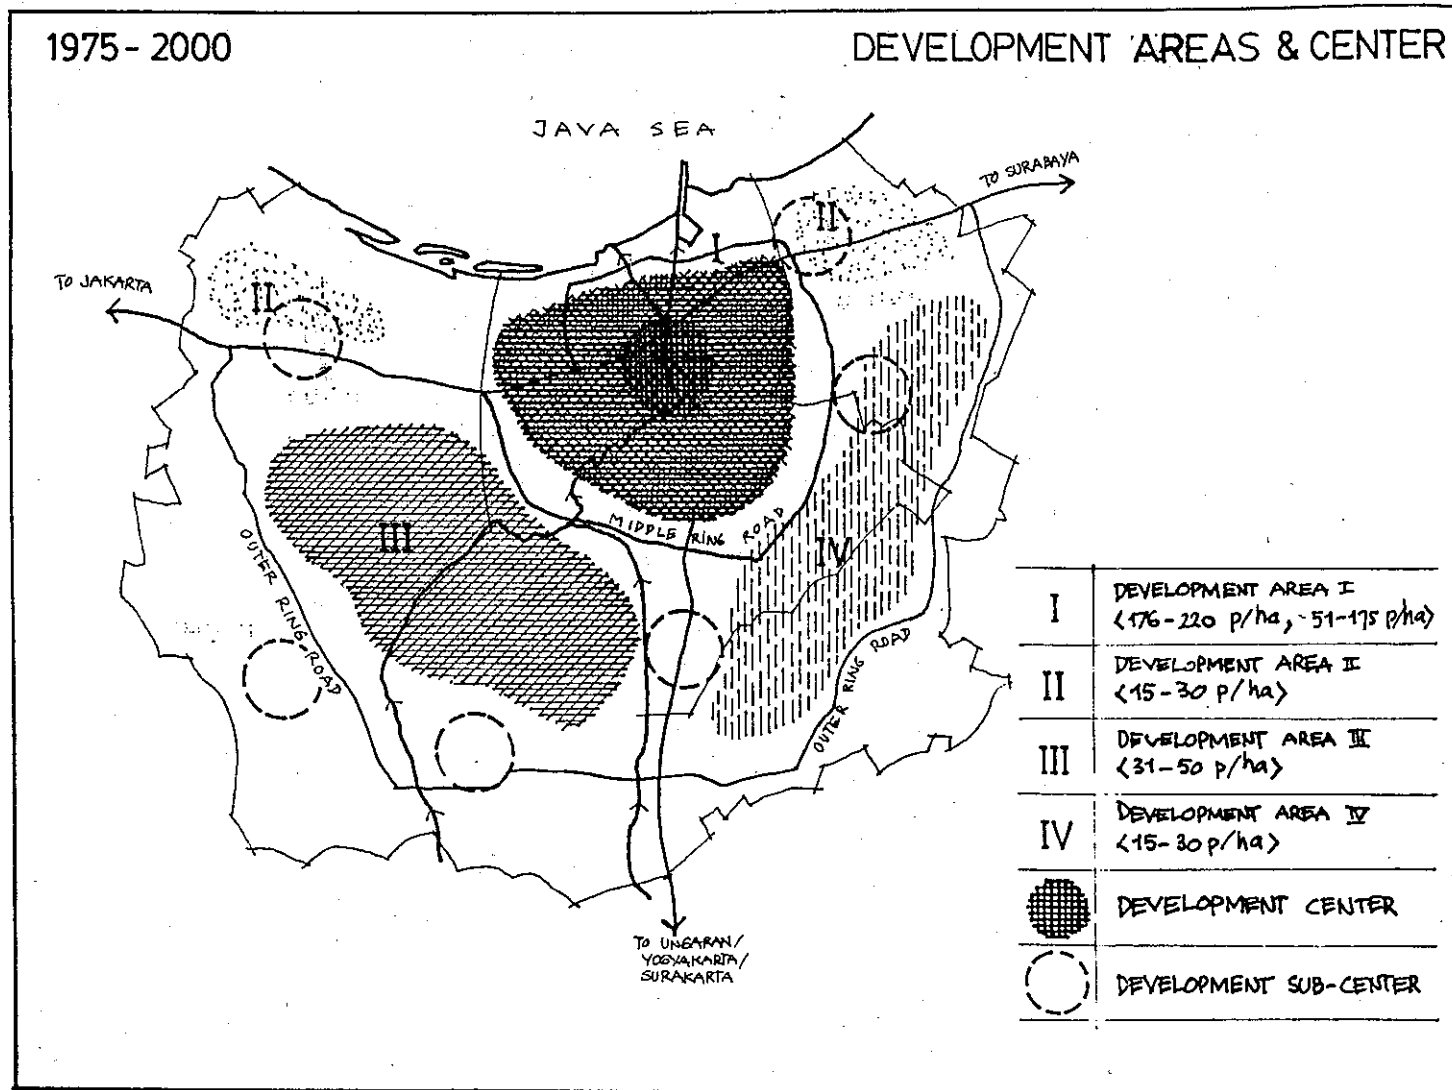 1975-2000
DEVELOPMENT AREAS & CENTER
JAVA SEA
TO SURABAYA
TO JAKARTA
I
II
II
III
IV
MIDDLE RING ROAD
OUTER RING ROAD
OUTER RING ROAD
TO UNGARAN/
YOGYAKARTA/
SURAKARTA
I
DEVELOPMENT AREA I
<176-220 p/ha, -51-175 p/ha>
II
DEVELOPMENT AREA II
<15-30 p/ha>
III
DEVELOPMENT AREA III
<31-50 p/ha>
IV
DEVELOPMENT AREA IV
<15-30 p/ha>
DEVELOPMENT CENTER
DEVELOPMENT SUB-CENTER